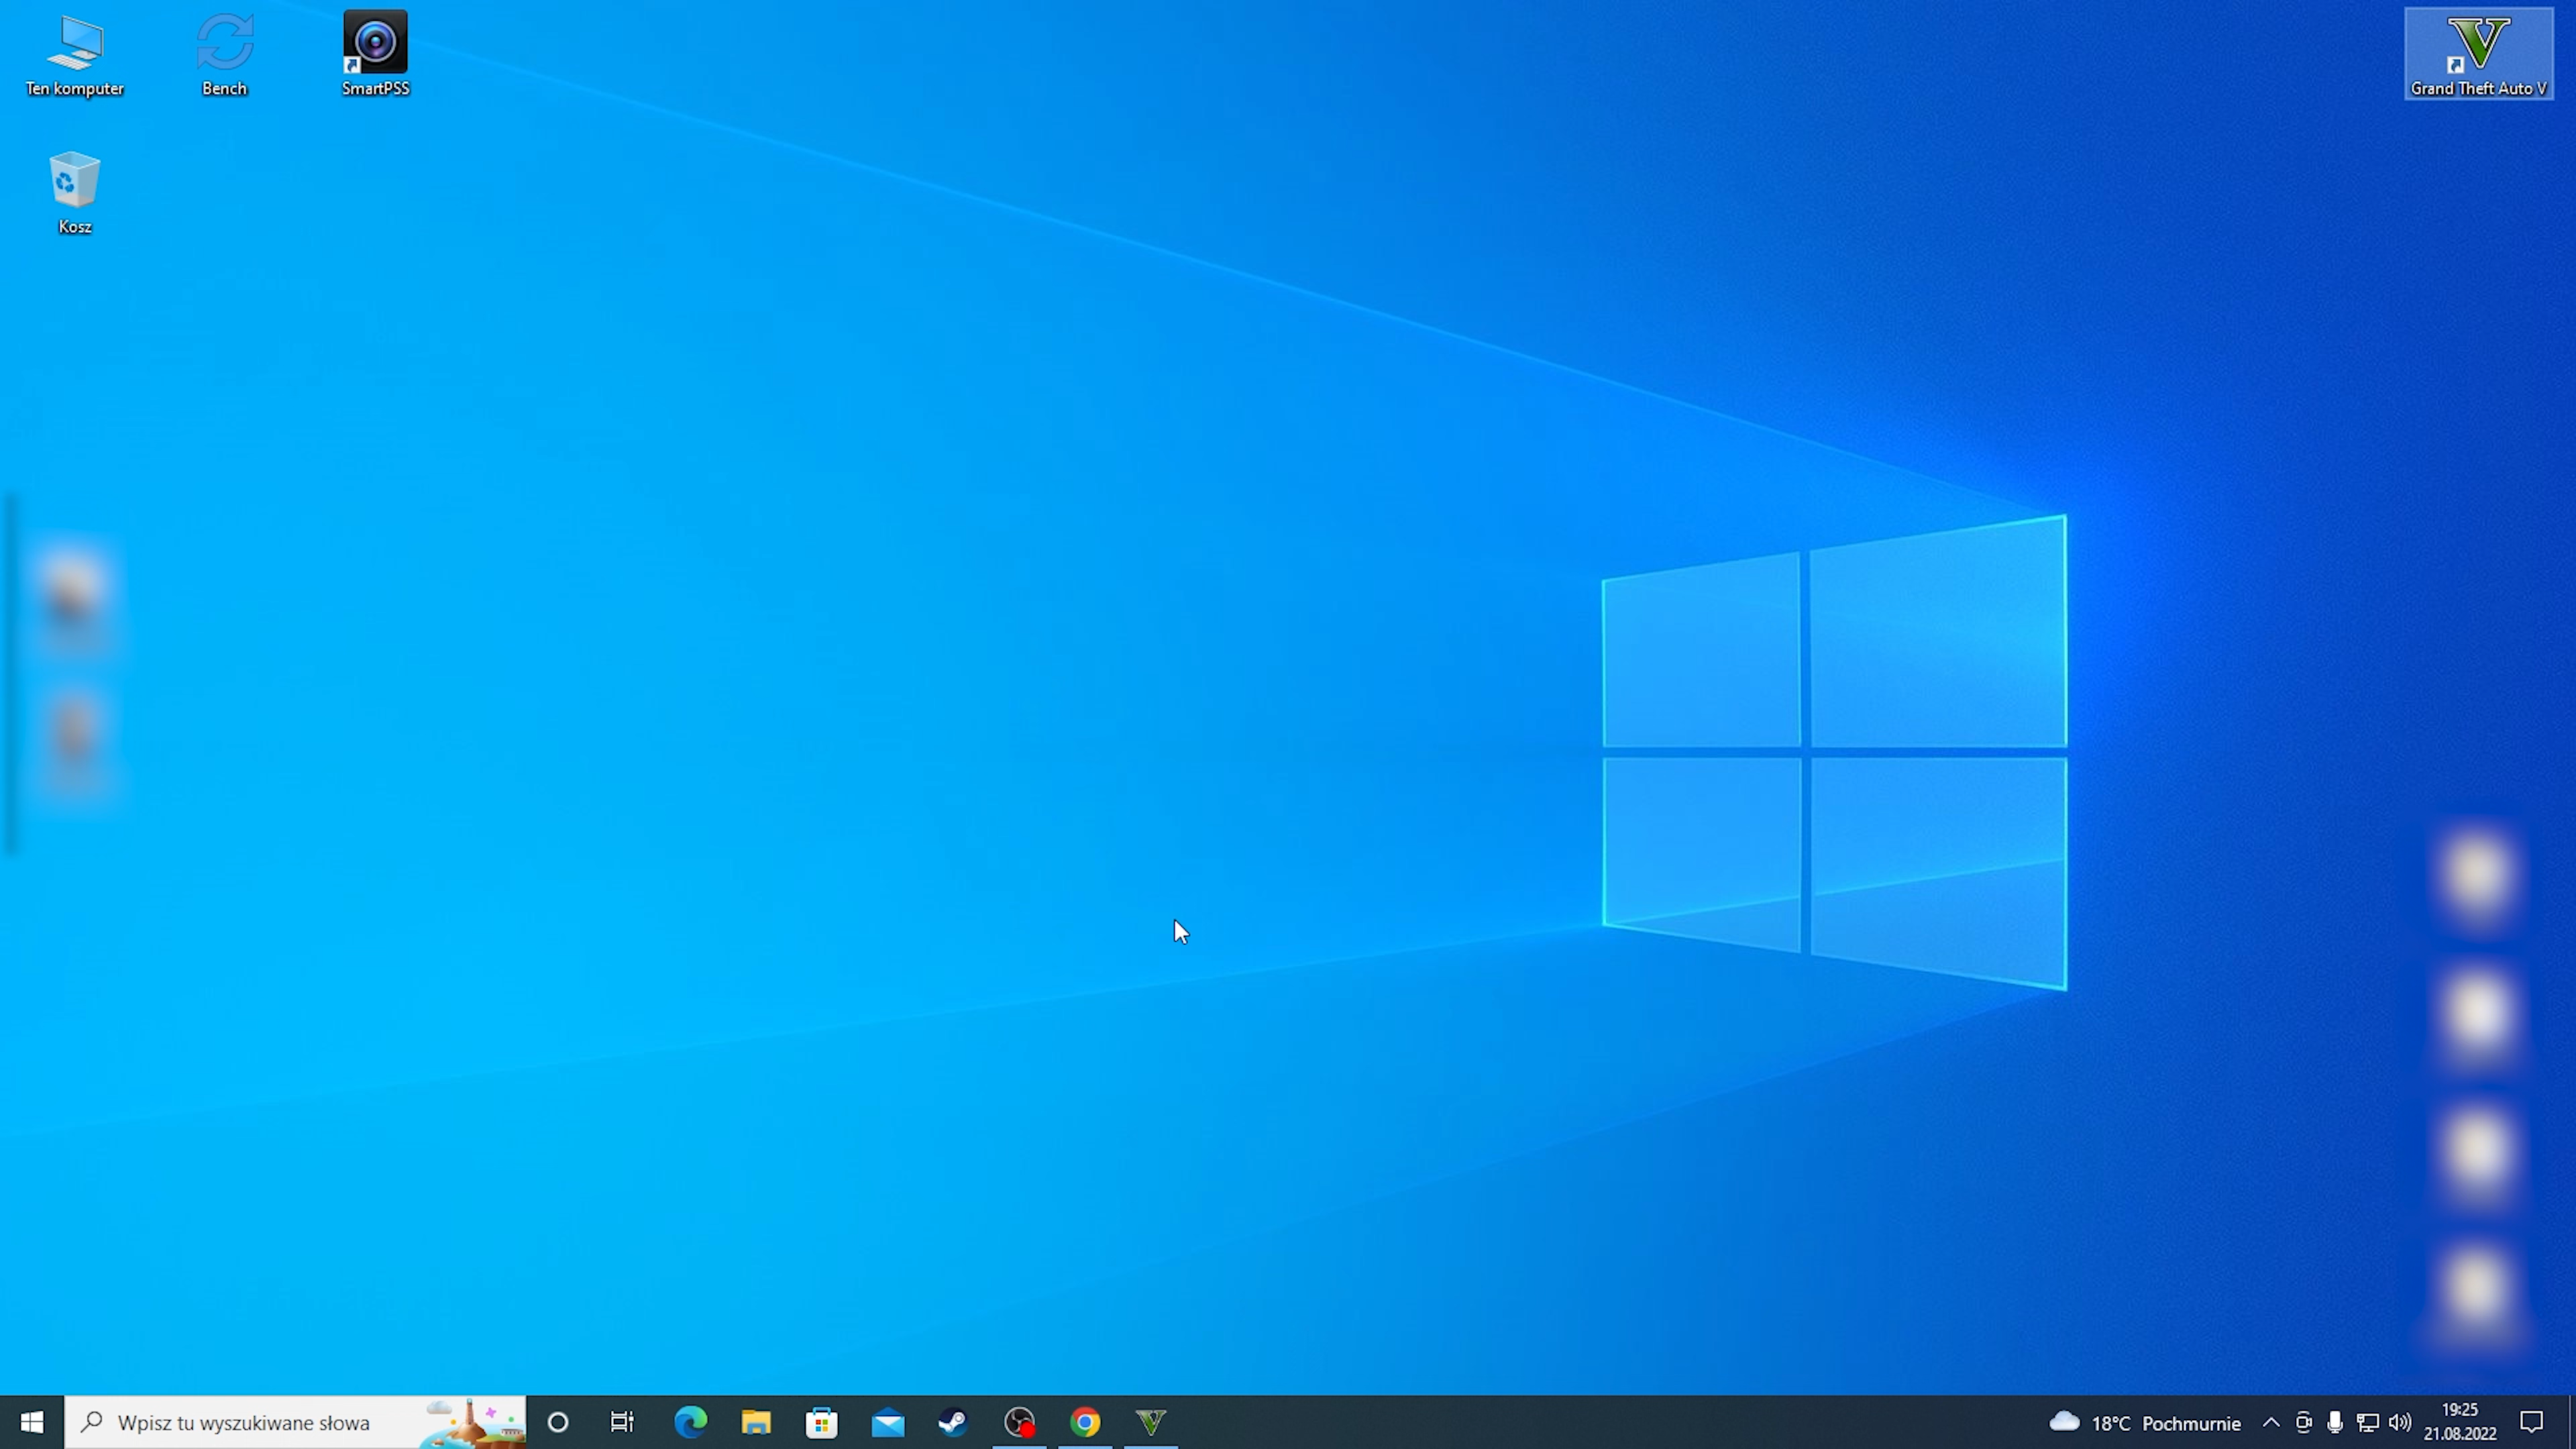 Ten komputer
Bench
SmartPSS
Grand Theft Auto V
Kosz
Wpisz tu wyszukiwane słowa
18°C Pochmurnie
19:25
21.08.2022